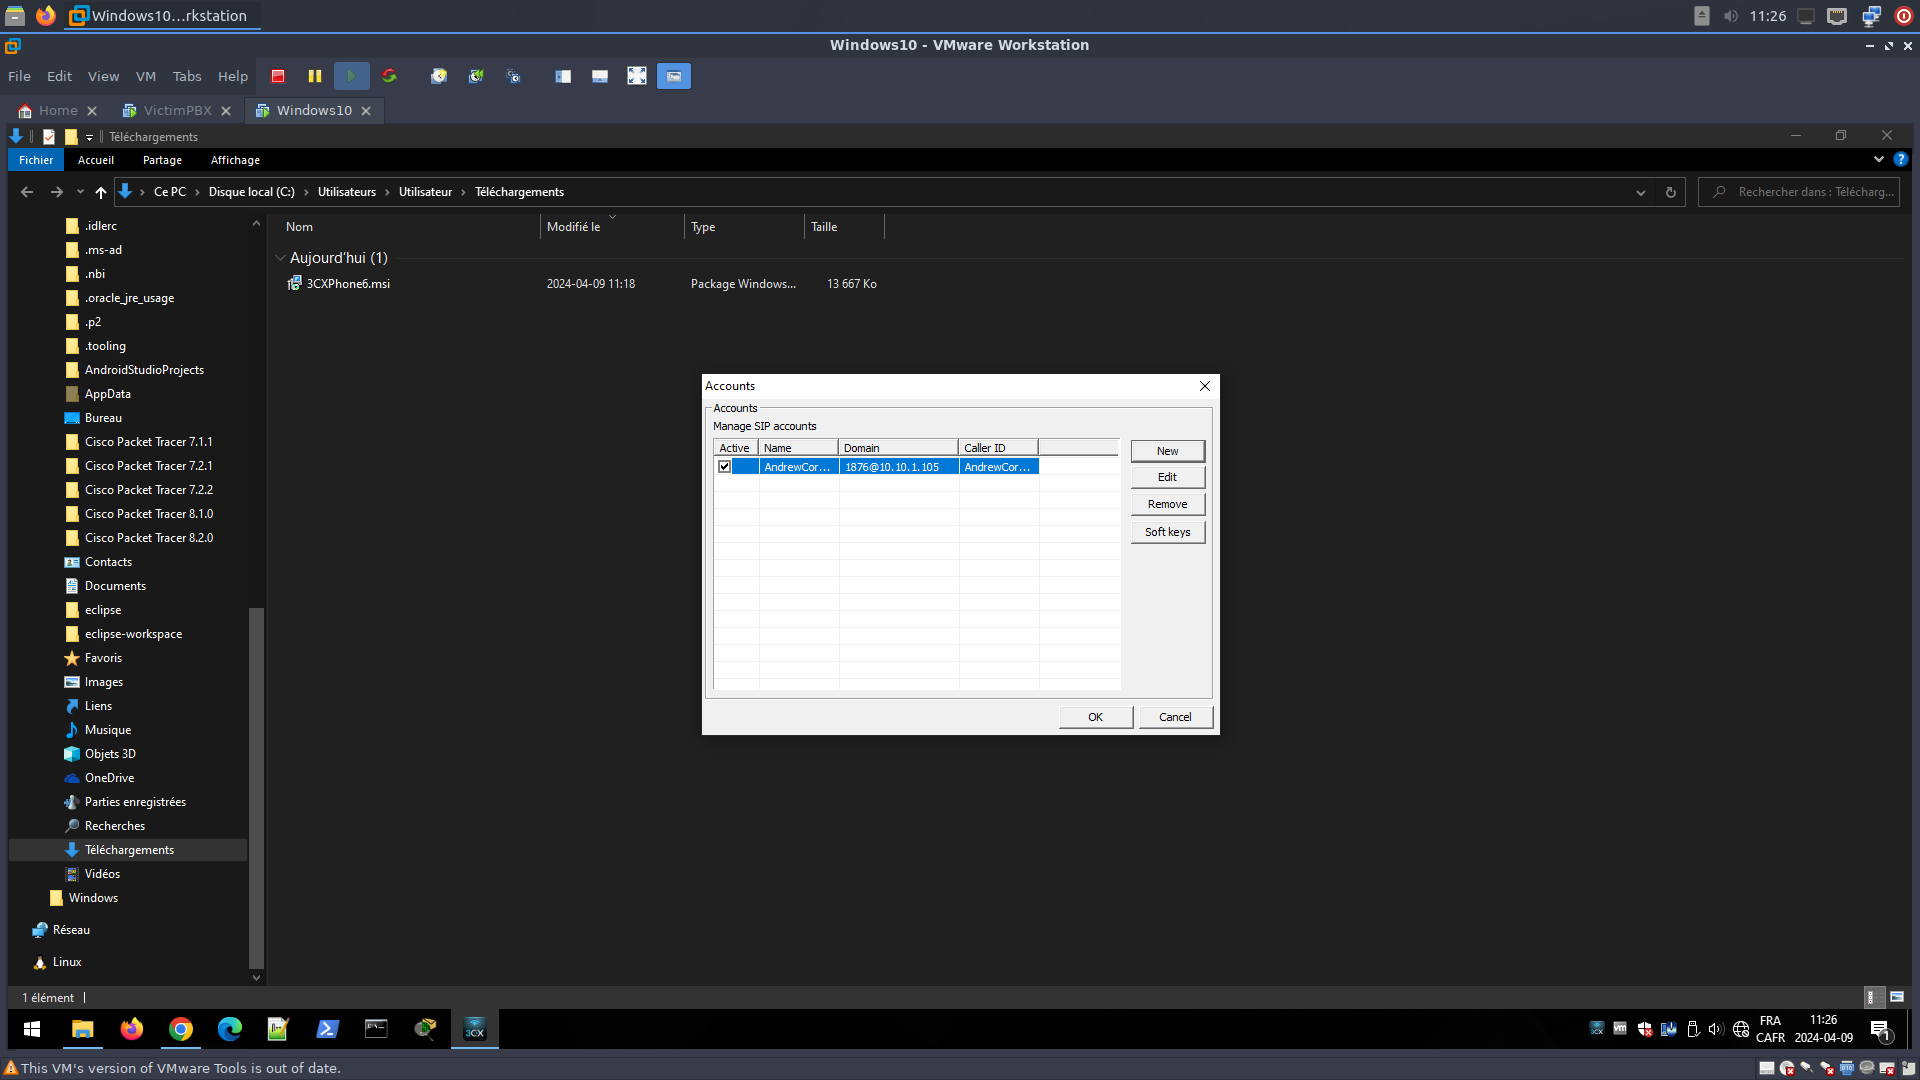 Windows10...rkstation
11:26
Windows10 - VMware Workstation
File Edit View VM Tabs Help
Home VictimPBX Windows10
Téléchargements
Fichier Accueil Partage Affichage
Ce PC Disque local (C:) Utilisateurs Utilisateur Téléchargements
Rechercher dans : Télécharg...
Nom Modifié le Type Taille
Aujourd'hui (1)
3CXPhone6.msi 2024-04-09 11:18 Package Windows... 13 667 Ko
.idlerc
.ms-ad
.nbi
.oracle_jre_usage
.p2
.tooling
AndroidStudioProjects
AppData
Bureau
Cisco Packet Tracer 7.1.1
Cisco Packet Tracer 7.2.1
Cisco Packet Tracer 7.2.2
Cisco Packet Tracer 8.1.0
Cisco Packet Tracer 8.2.0
Contacts
Documents
eclipse
eclipse-workspace
Favoris
Images
Liens
Musique
Objets 3D
OneDrive
Parties enregistrées
Recherches
Téléchargements
Vidéos
Windows
Réseau
Linux
Accounts
Accounts
Manage SIP accounts
Active Name Domain Caller ID
AndrewCor... 1876@10.10.1.105 AndrewCor...
New
Edit
Remove
Soft keys
OK Cancel
1 élément
3CX
FRA
CAFR
11:26
2024-04-09
1
This VM's version of VMware Tools is out of date.